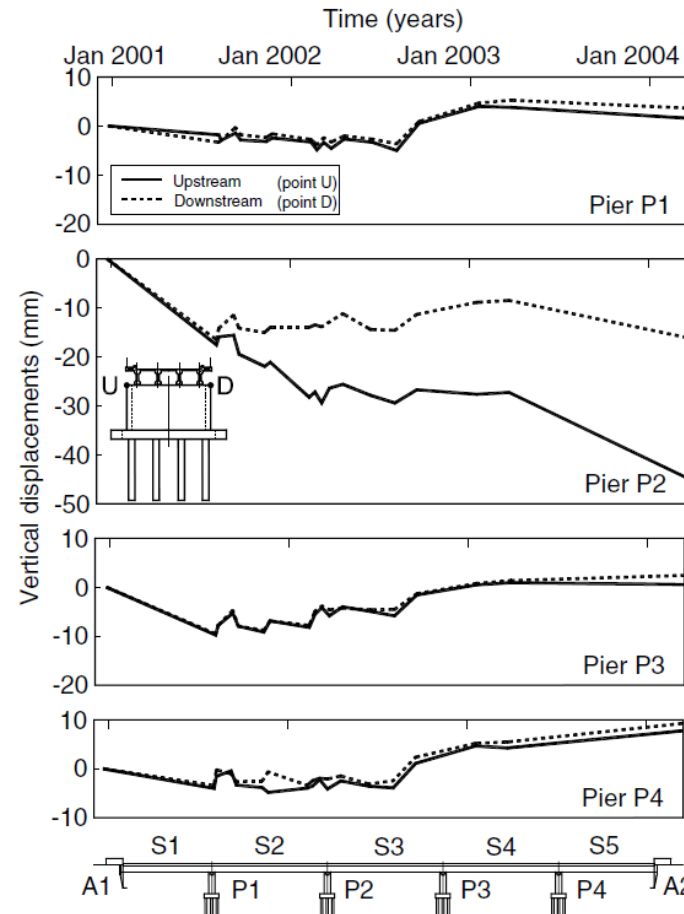 Time (years)
Jan 2001 Jan 2002 Jan 2003 Jan 2004
10
0
-10
-20
Upstream (point U)
Downstream (point D)
Pier P1
Vertical displacements (mm)
0
-10
-20
-30
-40
-50
U D
Pier P2
10
0
-10
-20
Pier P3
10
0
-10
Pier P4
S1 S2 S3 S4 S5
A1 P1 P2 P3 P4 A2